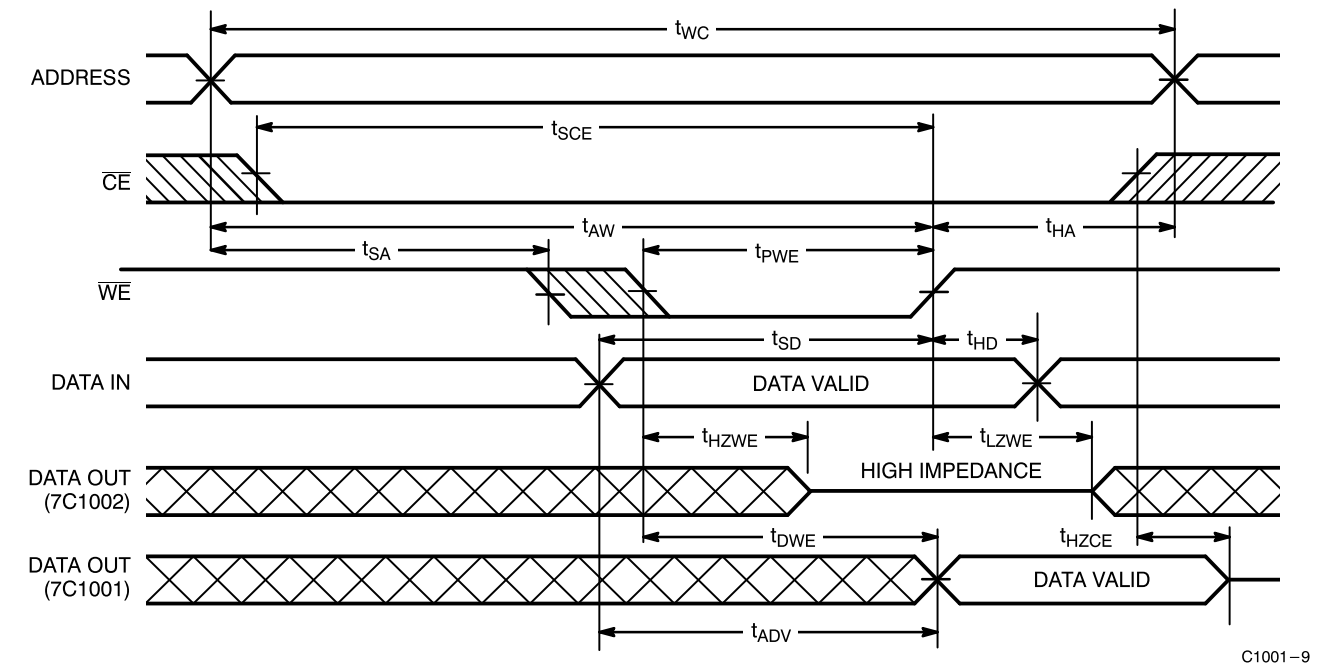 tWC
ADDRESS
tSCE
CE
tAW
tHA
tSA
tPWE
WE
tSD
tHD
DATA IN
DATA VALID
tHZWE
tLZWE
DATA OUT
(7C1002)
HIGH IMPEDANCE
tDWE
tHZCE
DATA OUT
(7C1001)
DATA VALID
tADV
C1001−9